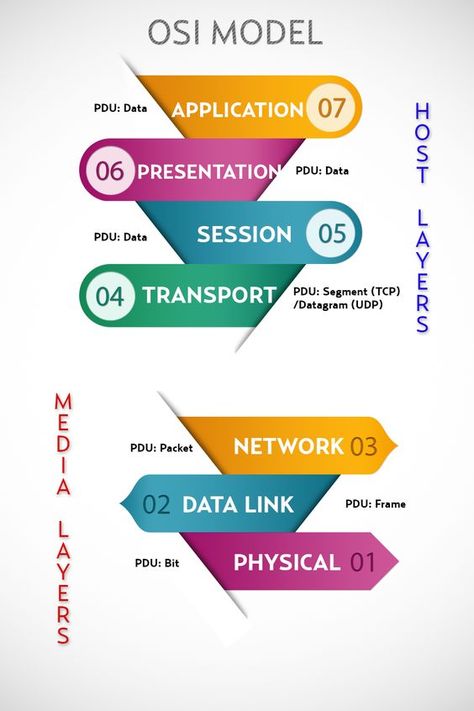 OSI MODEL
PDU: Data
APPLICATION 07
06 PRESENTATION
PDU: Data
PDU: Data
SESSION 05
04 TRANSPORT
PDU: Segment (TCP)
/Datagram (UDP)
HOST LAYERS
MEDIA LAYERS
PDU: Packet
NETWORK 03
02 DATA LINK
PDU: Frame
PDU: Bit
PHYSICAL 01